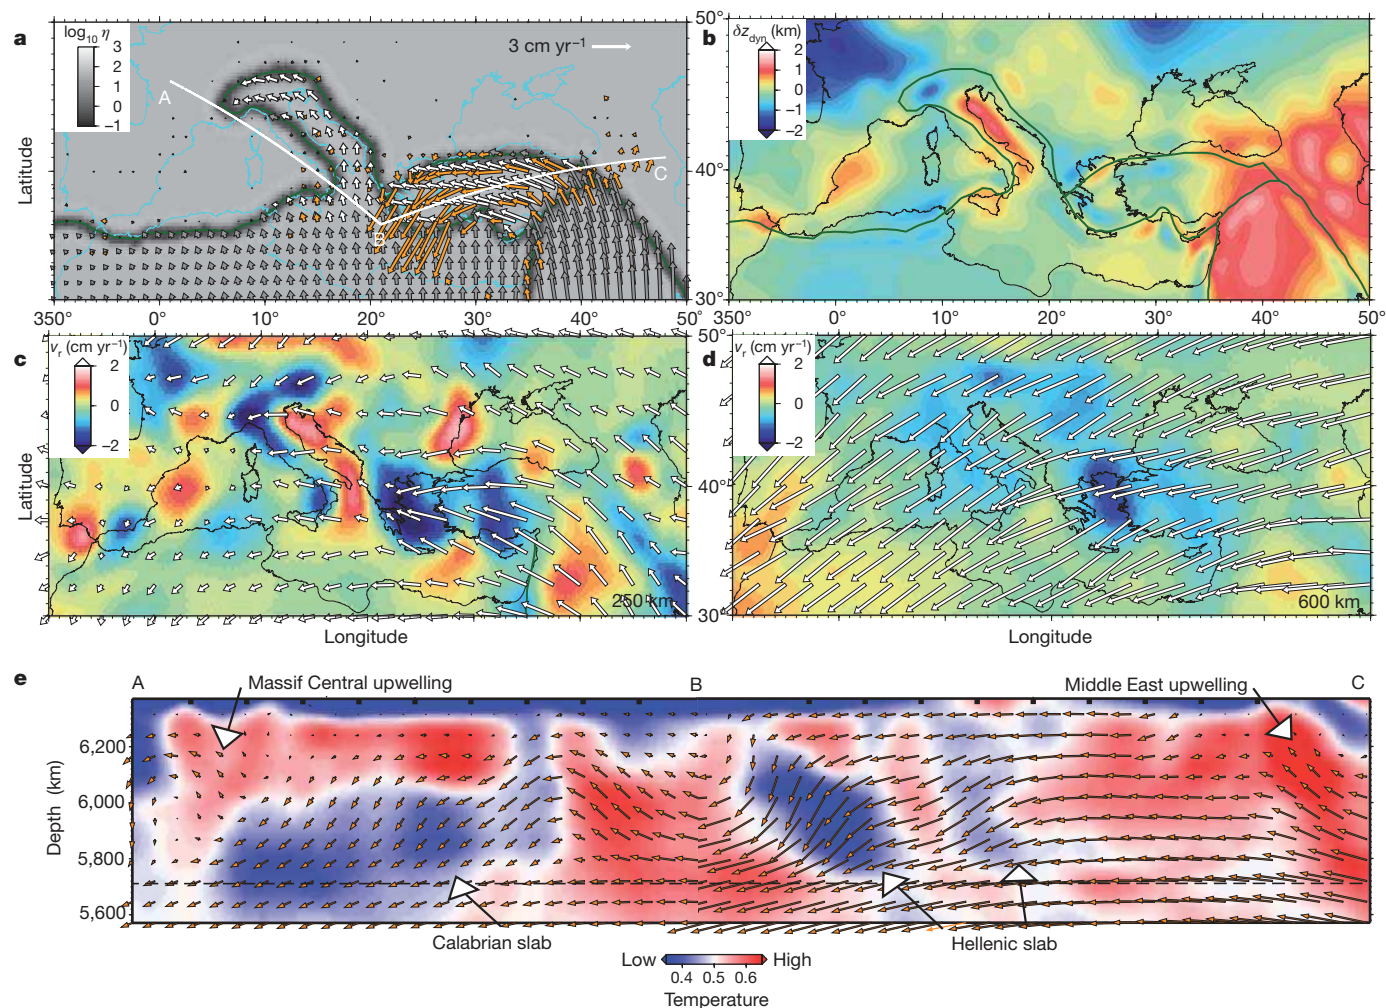 a
log10 η
3
2
1
0
−1
3 cm yr−1
A
B
C
Latitude
40°
30°
b
δzdyn (km)
2
1
0
−1
−2
50°
40°
30°
350°
0°
10°
20°
30°
40°
50°
350°
0°
10°
20°
30°
40°
50°
c
vr (cm yr−1)
2
0
−2
Latitude
250 km
Longitude
d
vr (cm yr−1)
2
0
−2
50°
40°
30°
600 km
Longitude
e
A
Massif Central upwelling
B
Middle East upwelling
C
Depth (km)
6,200
6,000
5,800
5,600
Calabrian slab
Hellenic slab
Low
High
0.4
0.5
0.6
Temperature